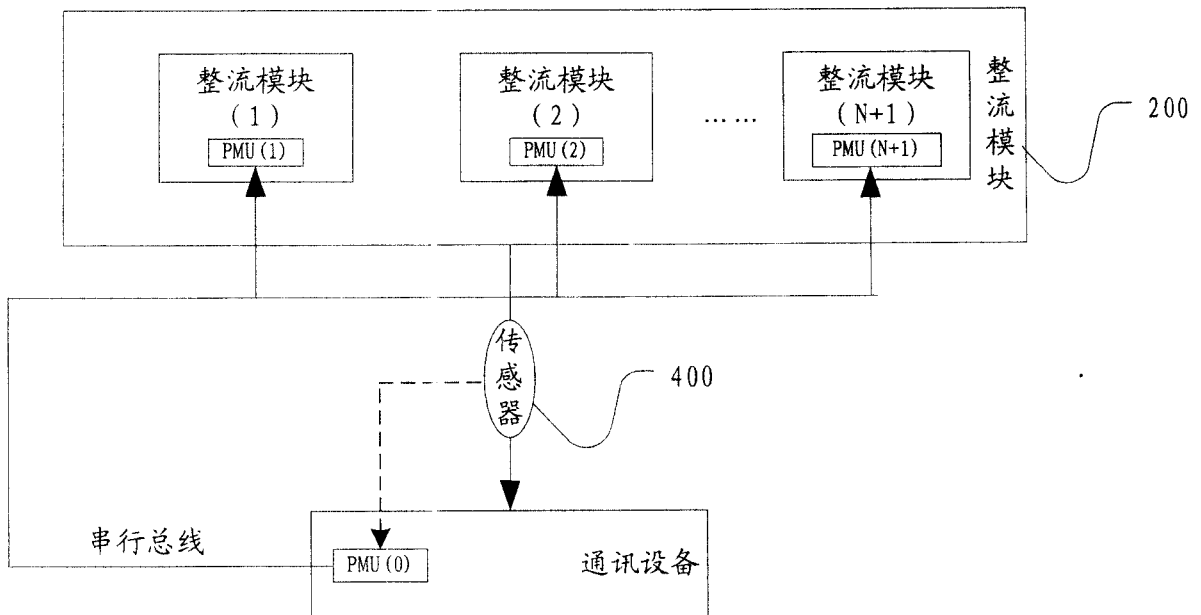 整流模块
(1)
PMU(1)
整流模块
(2)
PMU(2)
……
整流模块
(N+1)
PMU(N+1)
整流模块
200
传感器
400
串行总线
PMU(0)
通讯设备